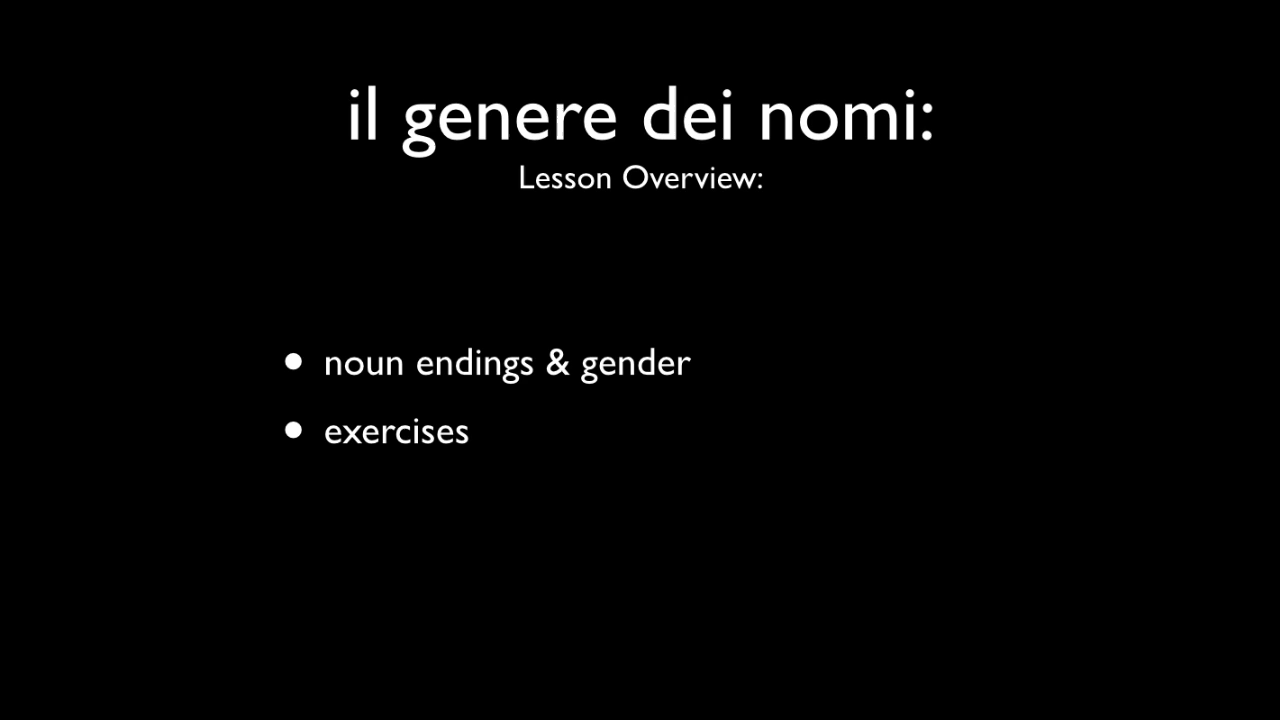 il genere dei nomi:
Lesson Overview:
• noun endings & gender
• exercises